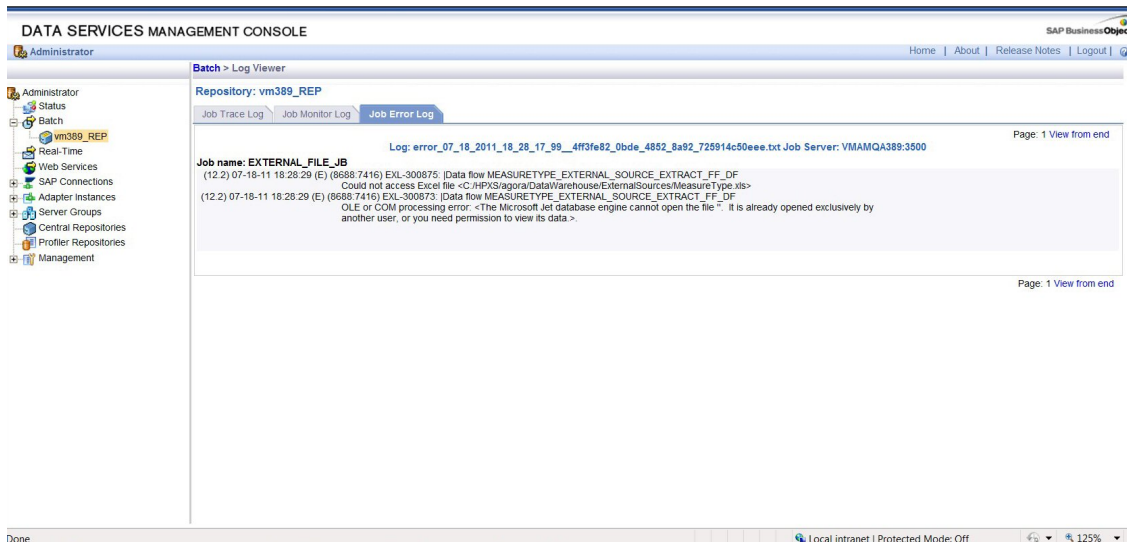 DATA SERVICES MANAGEMENT CONSOLE
SAP BusinessObjec
Administrator
Home | About | Release Notes | Logout |
Batch > Log Viewer
Administrator
Status
Batch
vm389_REP
Real-Time
Web Services
SAP Connections
Adapter Instances
Server Groups
Central Repositories
Profiler Repositories
Management
Repository: vm389_REP
Job Trace Log
Job Monitor Log
Job Error Log
Page: 1 View from end
Log: error_07_18_2011_18_28_17_99__4ff3fe82_0bde_4852_8a92_725914c50eee.txt Job Server: VMAMQA389:3500
Job name: EXTERNAL_FILE_JB
(12.2) 07-18-11 18:28:29 (E) (8688:7416) EXL-300875: |Data flow MEASURETYPE_EXTERNAL_SOURCE_EXTRACT_FF_DF
Could not access Excel file <C:/HPXS/agora/DataWarehouse/ExternalSources/MeasureType.xls>
(12.2) 07-18-11 18:28:29 (E) (8688:7416) EXL-300873: |Data flow MEASURETYPE_EXTERNAL_SOURCE_EXTRACT_FF_DF
OLE or COM processing error: <The Microsoft Jet database engine cannot open the file ''. It is already opened exclusively by
another user, or you need permission to view its data.>.
Page: 1 View from end
Done
Local intranet | Protected Mode: Off
125%